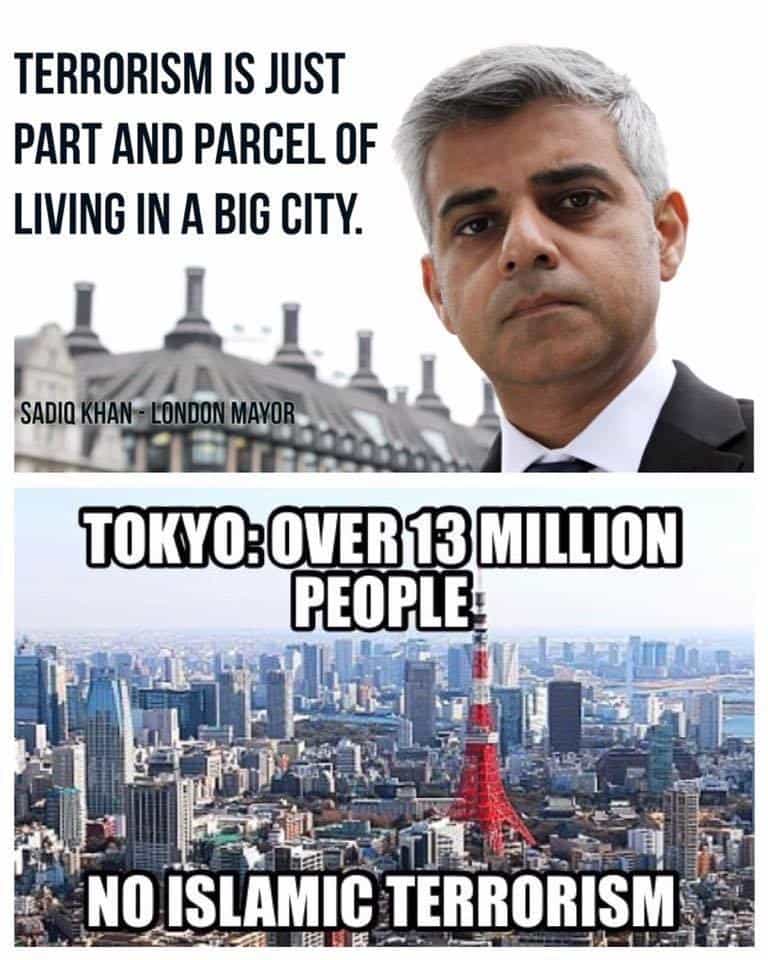 TERRORISM IS JUST
PART AND PARCEL OF
LIVING IN A BIG CITY.
SADIQ KHAN - LONDON MAYOR
TOKYO: OVER 13 MILLION
PEOPLE
NO ISLAMIC TERRORISM